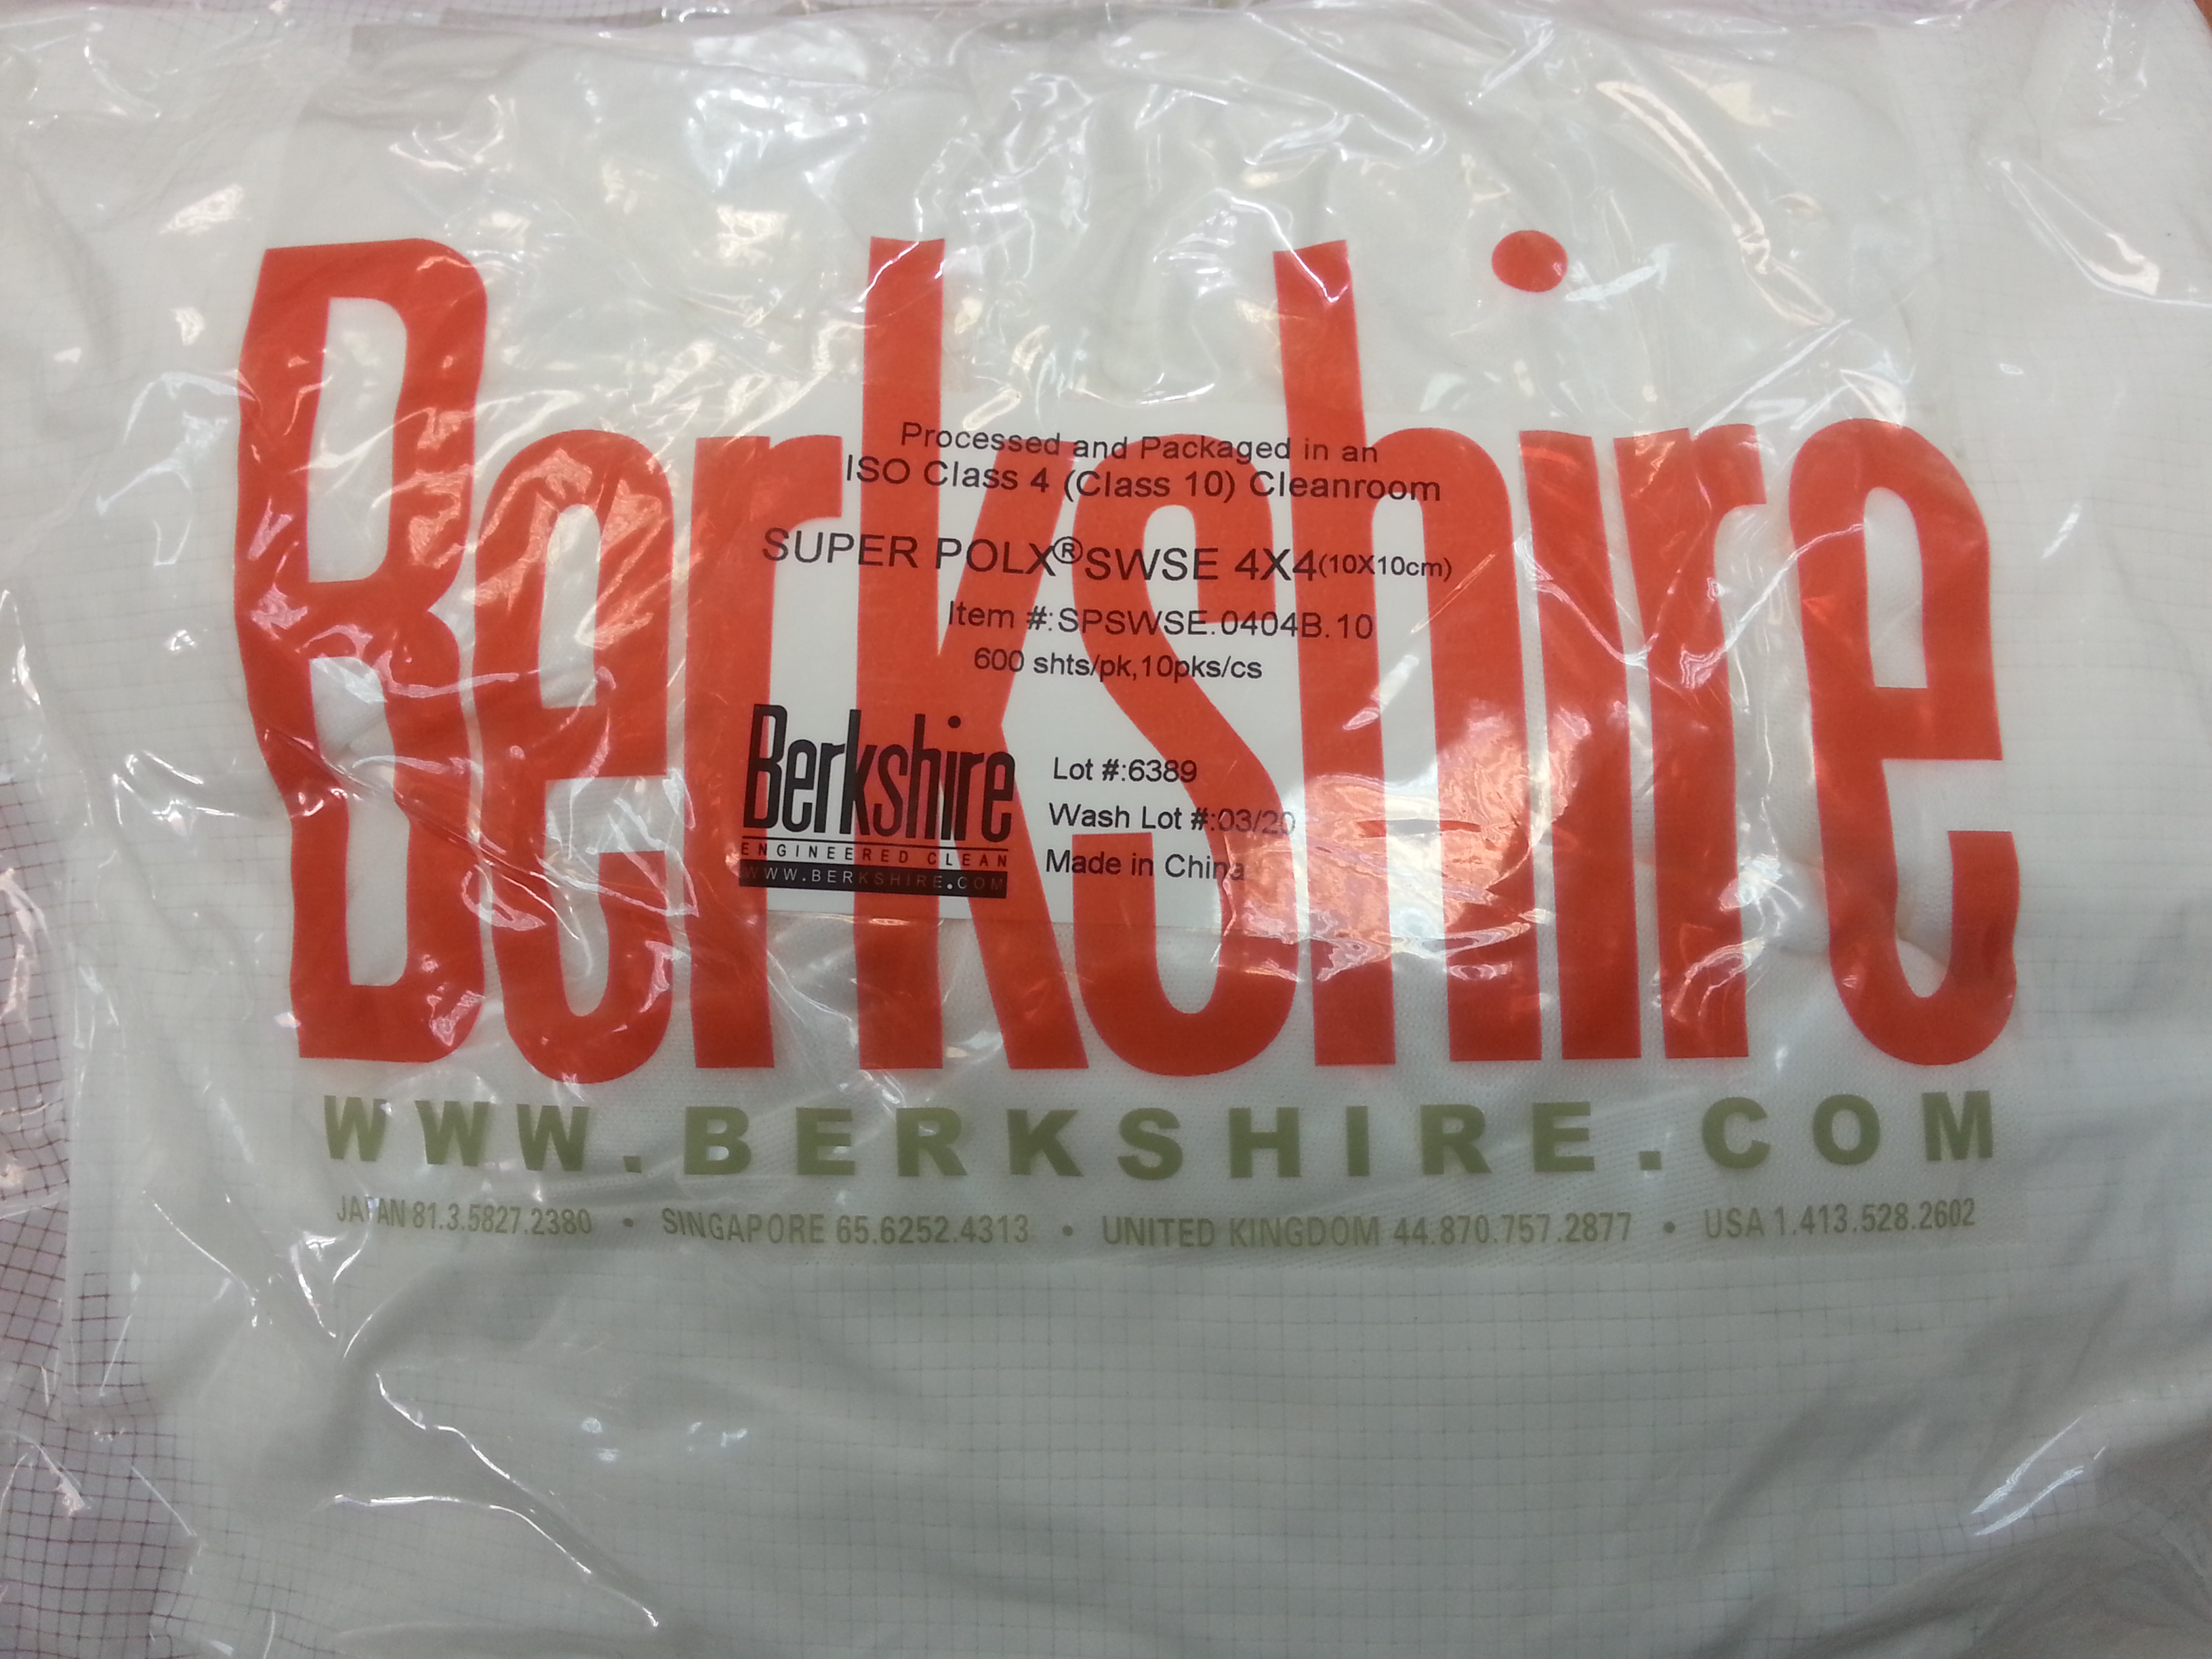 Berkshire
Processed and Packaged in an
ISO Class 4 (Class 10) Cleanroom
SUPER POLX®SWSE 4X4(10X10cm)
Item #:SPSWSE.0404B.10
600 shts/pk,10pks/cs
Berkshire
ENGINEERED CLEAN
WWW.BERKSHIRE.COM
Lot #:6389
Wash Lot #:03/20
Made in China
WWW.BERKSHIRE.COM
JAPAN 81.3.5827.2380 • SINGAPORE 65.6252.4313 • UNITED KINGDOM 44.870.757.2877 • USA 1.413.528.2602